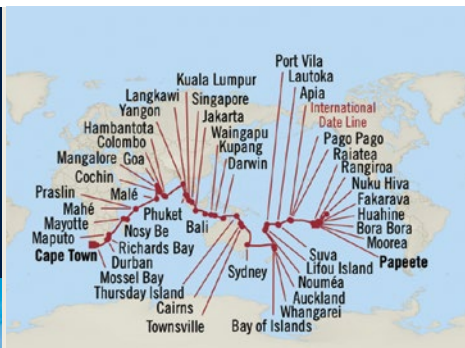 Port Vila
Lautoka
Apia
International
Date Line
Pago Pago
Raiatea
Rangiroa
Nuku Hiva
Fakarava
Huahine
Bora Bora
Moorea
Papeete
Kuala Lumpur
Langkawi
Singapore
Yangon
Jakarta
Hambantota
Waingapu
Colombo
Kupang
Mangalore
Goa
Darwin
Cochin
Praslin
Malé
Mahé
Phuket
Bali
Mayotte
Nosy Be
Maputo
Richards Bay
Cape Town
Durban
Mossel Bay
Thursday Island
Cairns
Townsville
Sydney
Suva
Lifou Island
Nouméa
Auckland
Whangarei
Bay of Islands